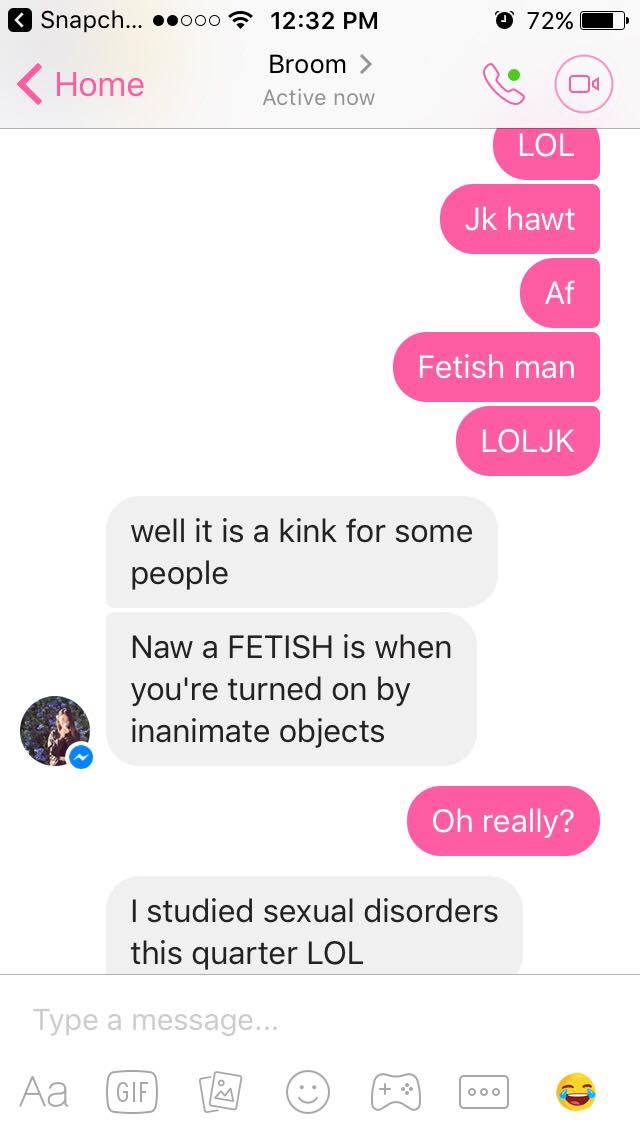 Snapch... 12:32 PM 72%
Home
Broom
Active now
LOL
Jk hawt
Af
Fetish man
LOLJK
well it is a kink for some
people
Naw a FETISH is when
you're turned on by
inanimate objects
Oh really?
I studied sexual disorders
this quarter LOL
Type a message...
Aa GIF